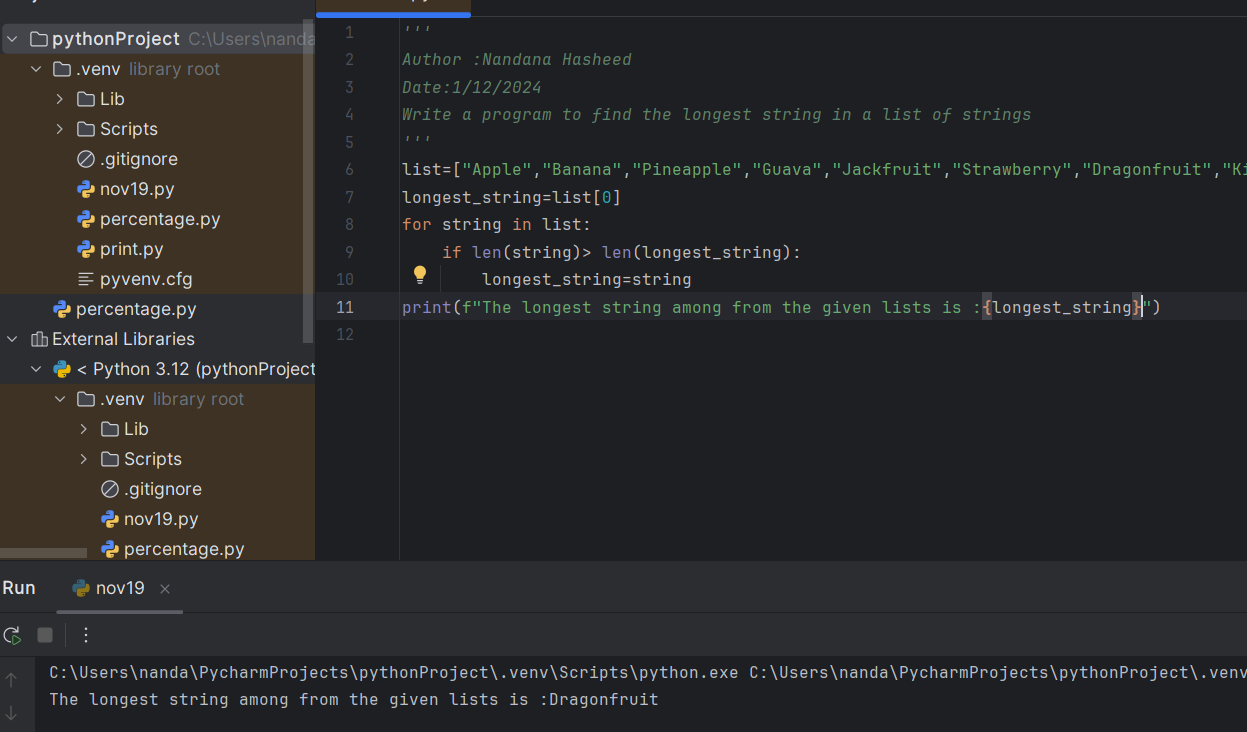 pythonProject C:\Users\nanda
.venv library root
Lib
Scripts
.gitignore
nov19.py
percentage.py
print.py
pyvenv.cfg
percentage.py
External Libraries
< Python 3.12 (pythonProject
.venv library root
Lib
Scripts
.gitignore
nov19.py
percentage.py
1 '''
2 Author :Nandana Hasheed
3 Date:1/12/2024
4 Write a program to find the longest string in a list of strings
5 '''
6 list=["Apple","Banana","Pineapple","Guava","Jackfruit","Strawberry","Dragonfruit","Ki
7 longest_string=list[0]
8 for string in list:
9 if len(string)> len(longest_string):
10 longest_string=string
11 print(f"The longest string among from the given lists is :{longest_string}")
12
Run nov19
C:\Users\nanda\PycharmProjects\pythonProject\.venv\Scripts\python.exe C:\Users\nanda\PycharmProjects\pythonProject\.venv
The longest string among from the given lists is :Dragonfruit